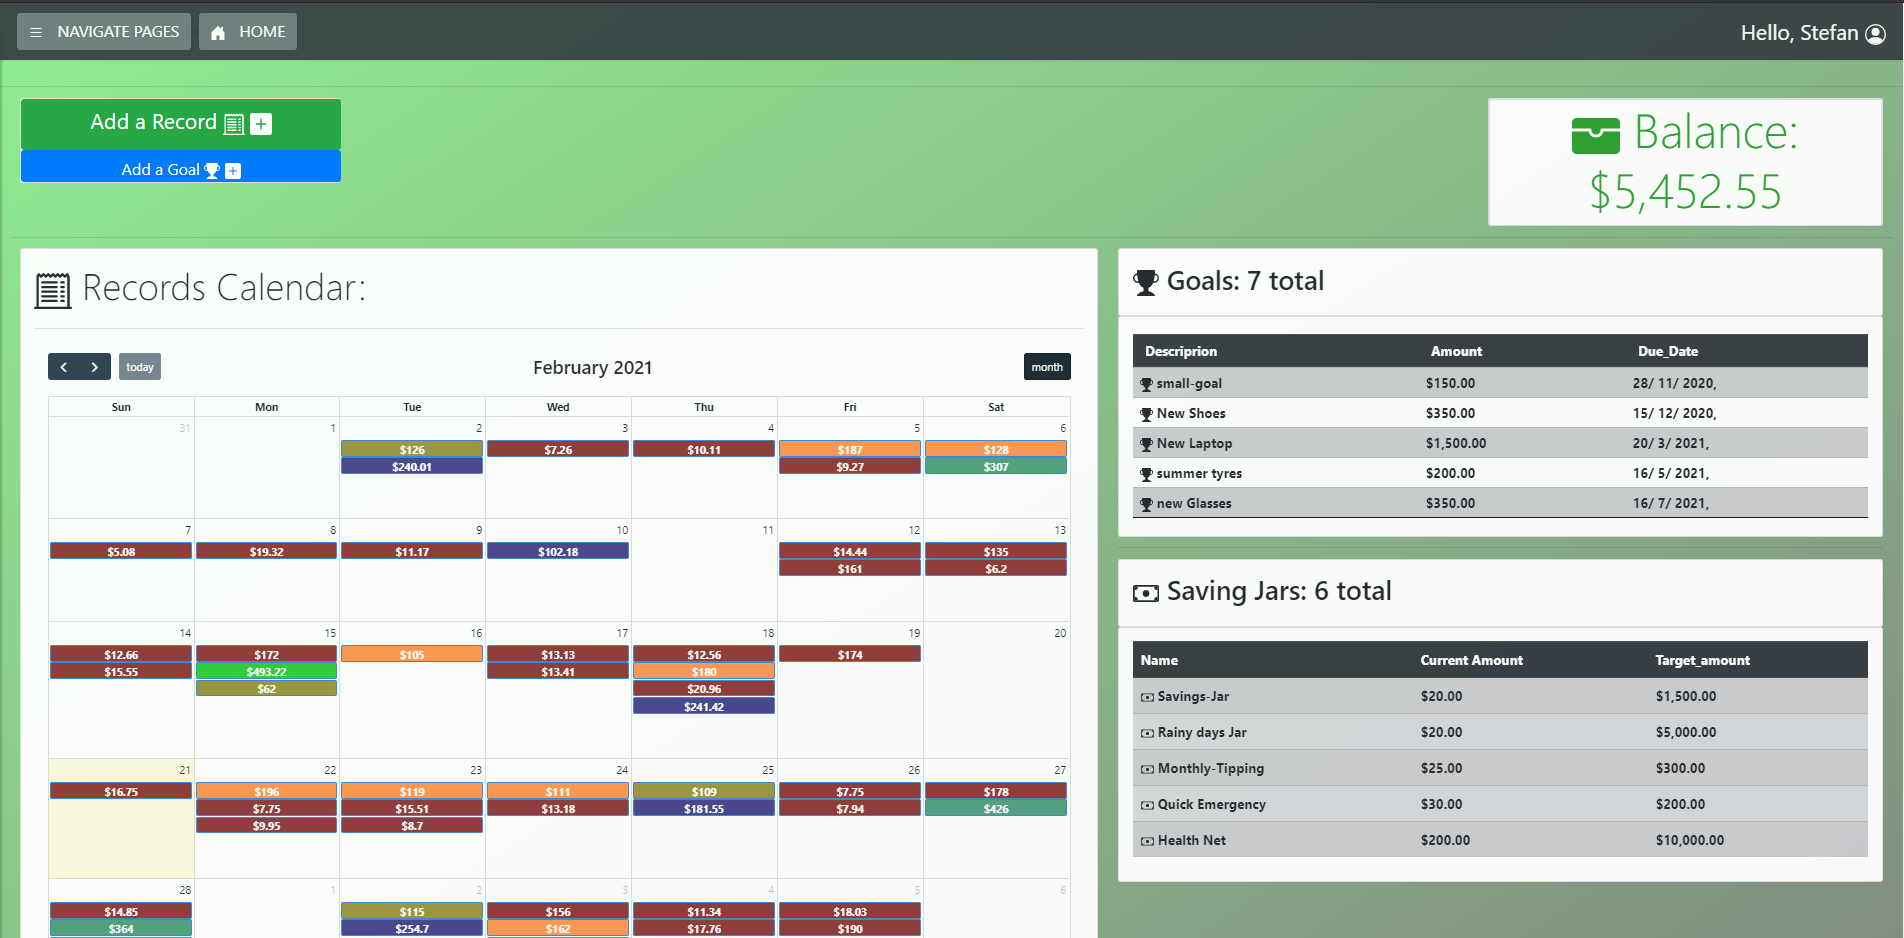 NAVIGATE PAGES HOME Hello, Stefan
Add a Record
Add a Goal
Balance:
$5,452.55
Records Calendar:
today February 2021 month
Sun Mon Tue Wed Thu Fri Sat
31 1 2 3 4 5 6
$126 $7.26 $10.11 $187 $128
$240.01 $9.27 $307
7 8 9 10 11 12 13
$5.08 $19.32 $11.17 $102.18 $14.44 $135
$161 $6.2
14 15 16 17 18 19 20
$12.66 $172 $105 $13.13 $12.56 $174
$15.55 $493.22 $13.41 $180
$62 $20.96
$241.42
21 22 23 24 25 26 27
$16.75 $196 $119 $111 $109 $7.75 $178
$7.75 $15.51 $13.18 $181.55 $7.94 $426
$9.95 $8.7
28 1 2 3 4 5 6
$14.85 $115 $156 $11.34 $18.03
$364 $254.7 $162 $17.76 $190
Goals: 7 total
Descriprion Amount Due_Date
small-goal $150.00 28/ 11/ 2020,
New Shoes $350.00 15/ 12/ 2020,
New Laptop $1,500.00 20/ 3/ 2021,
summer tyres $200.00 16/ 5/ 2021,
new Glasses $350.00 16/ 7/ 2021,
Saving Jars: 6 total
Name Current Amount Target_amount
Savings-Jar $20.00 $1,500.00
Rainy days Jar $20.00 $5,000.00
Monthly-Tipping $25.00 $300.00
Quick Emergency $30.00 $200.00
Health Net $200.00 $10,000.00